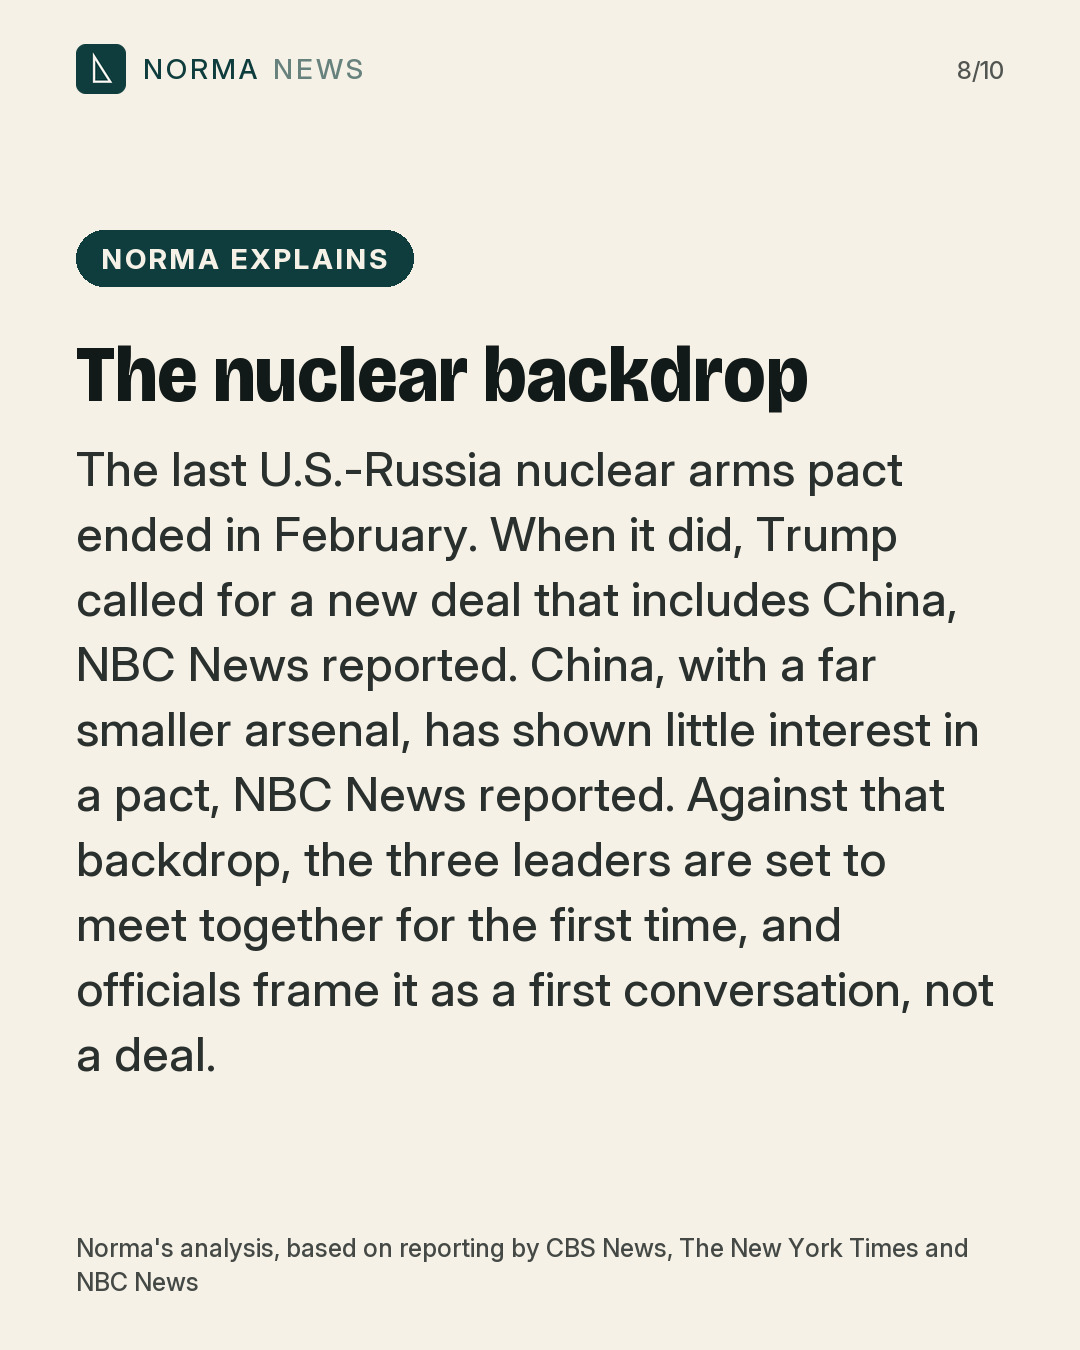 NORMA NEWS
8/10
NORMA EXPLAINS
The nuclear backdrop
The last U.S.-Russia nuclear arms pact
ended in February. When it did, Trump
called for a new deal that includes China,
NBC News reported. China, with a far
smaller arsenal, has shown little interest in
a pact, NBC News reported. Against that
backdrop, the three leaders are set to
meet together for the first time, and
officials frame it as a first conversation, not
a deal.
Norma's analysis, based on reporting by CBS News, The New York Times and
NBC News